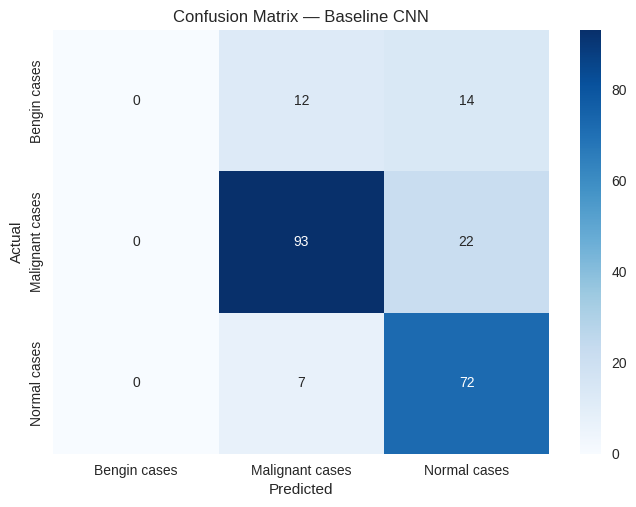 Confusion Matrix — Baseline CNN
Actual
Bengin cases
0
12
14
Malignant cases
0
93
22
Normal cases
0
7
72
Bengin cases
Malignant cases
Normal cases
Predicted
80
60
40
20
0